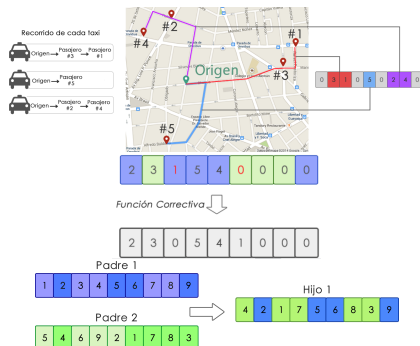 Recorrido de cada taxi
Origen → Pasajero #3 → Pasajero #1
Origen → Pasajero #5
Origen → Pasajero #2 → Pasajero #4
#2
#4
#1
#3
Origen
#5
0 3 1 0 5 0 2 4 0
2 3 1 5 4 0 0 0 0
Función Correctiva
2 3 0 5 4 1 0 0 0
Padre 1
1 2 3 4 5 6 7 8 9
Hijo 1
4 2 1 7 5 6 8 3 9
Padre 2
5 4 6 9 2 1 7 8 3